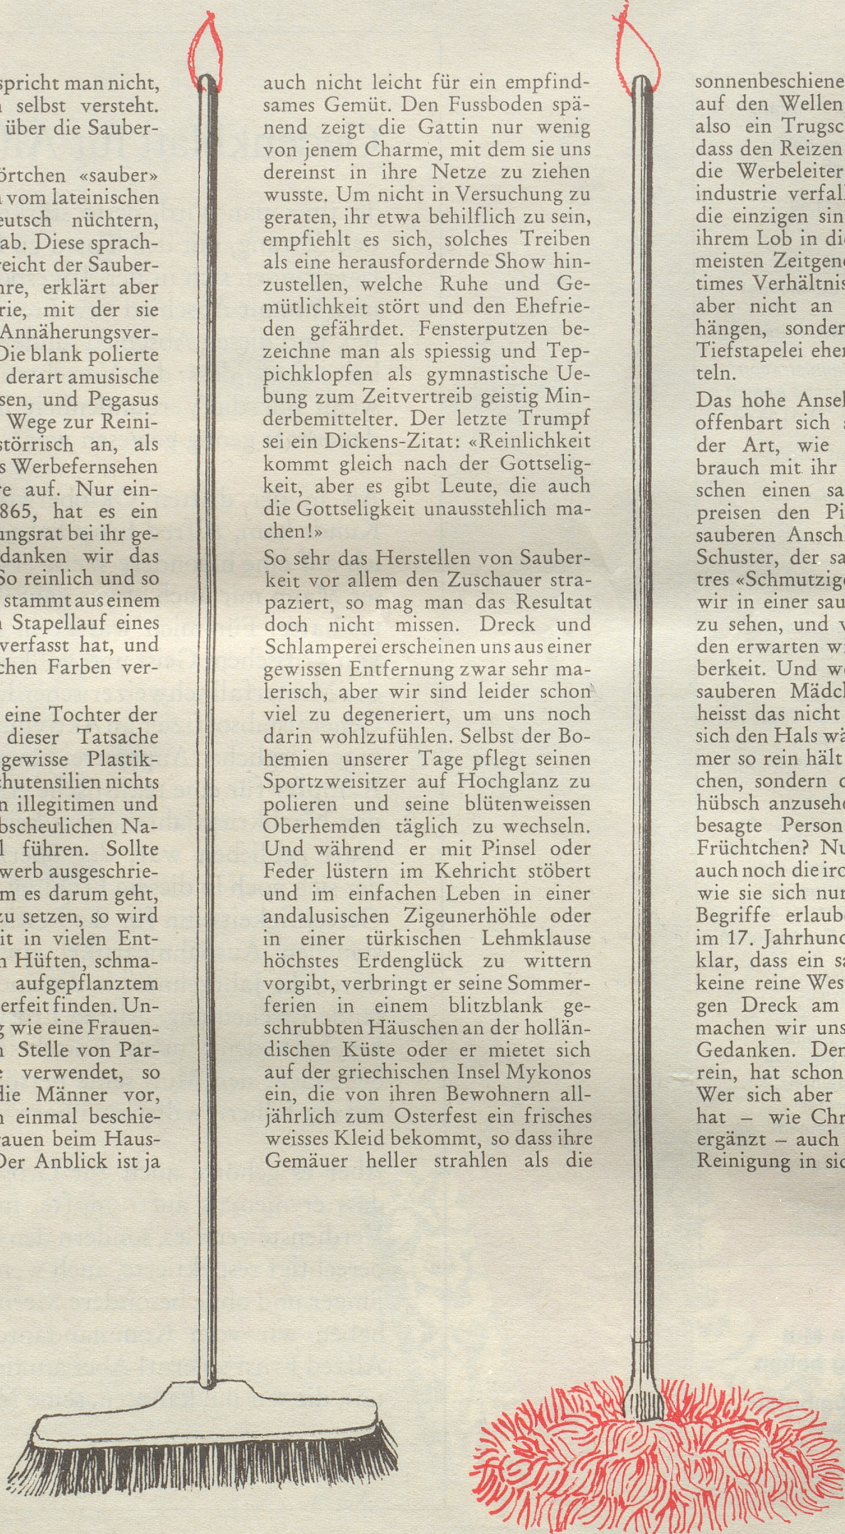 spricht man nicht,
selbst versteht.
über die Sauber-
örtchen «sauber»
vom lateinischen
eutsch nüchtern,
ab. Diese sprach-
eicht der Sauber-
hre, erklärt aber
rie, mit der sie
Annäherungsver-
Die blank polierte
derart amusische
sen, und Pegasus
Wege zur Reini-
störrisch an, als
s Werbefernsehen
re auf. Nur ein-
865, hat es ein
ungsrat bei ihr ge-
danken wir das
So reinlich und so
stammt aus einem
Stapellauf eines
verfasst hat, und
chen Farben ver-
eine Tochter der
dieser Tatsache
gewisse Plastik-
chutensilien nichts
n illegitimen und
bscheulichen Na-
l führen. Sollte
werb ausgeschrie-
m es darum geht,
zu setzen, so wird
it in vielen Ent-
n Hüften, schma-
aufgepflanztem
erfeit finden. Un-
g wie eine Frauen-
n Stelle von Par-
e verwendet, so
die Männer vor,
n einmal beschie-
rauen beim Haus-
Der Anblick ist ja
auch nicht leicht für ein empfind-
sames Gemüt. Den Fussboden spä-
nend zeigt die Gattin nur wenig
von jenem Charme, mit dem sie uns
dereinst in ihre Netze zu ziehen
wusste. Um nicht in Versuchung zu
geraten, ihr etwa behilflich zu sein,
empfiehlt es sich, solches Treiben
als eine herausfordernde Show hin-
zustellen, welche Ruhe und Ge-
mütlichkeit stört und den Ehefrie-
den gefährdet. Fensterputzen be-
zeichne man als spiessig und Tep-
pichklopfen als gymnastische Ue-
bung zum Zeitvertreib geistig Min-
derbemittelter. Der letzte Trumpf
sei ein Dickens-Zitat: «Reinlichkeit
kommt gleich nach der Gottselig-
keit, aber es gibt Leute, die auch
die Gottseligkeit unausstehlich ma-
chen!»
So sehr das Herstellen von Sauber-
keit vor allem den Zuschauer stra-
paziert, so mag man das Resultat
doch nicht missen. Dreck und
Schlamperei erscheinen uns aus einer
gewissen Entfernung zwar sehr ma-
lerisch, aber wir sind leider schon
viel zu degeneriert, um uns noch
darin wohlzufühlen. Selbst der Bo-
hemien unserer Tage pflegt seinen
Sportzweisitzer auf Hochglanz zu
polieren und seine blütenweissen
Oberhemden täglich zu wechseln.
Und während er mit Pinsel oder
Feder lüstern im Kehricht stöbert
und im einfachen Leben in einer
andalusischen Zigeunerhöhle oder
in einer türkischen Lehmklause
höchstes Erdenglück zu wittern
vorgibt, verbringt er seine Sommer-
ferien in einem blitzblank ge-
schrubbten Häuschen an der hollän-
dischen Küste oder er mietet sich
auf der griechischen Insel Mykonos
ein, die von ihren Bewohnern all-
jährlich zum Osterfest ein frisches
weisses Kleid bekommt, so dass ihre
Gemäuer heller strahlen als die
sonnenbeschiene
auf den Wellen
also ein Trugsc
dass den Reizen
die Werbeleiter
industrie verfal
die einzigen sin
ihrem Lob in die
meisten Zeitgeno
times Verhältnis
aber nicht an
hängen, sonder
Tiefstapelei eher
teln.
Das hohe Anseh
offenbart sich a
der Art, wie
brauch mit ihr
schen einen sa
preisen den Pi
sauberen Ansch
Schuster, der sa
tres «Schmutzige
wir in einer sau
zu sehen, und v
den erwarten wi
berkeit. Und we
sauberen Mädch
heisst das nicht
sich den Hals wä
mer so rein hält
chen, sondern d
hübsch anzusehe
besagte Person
Früchtchen? Nu
auch noch die iro
wie sie sich nur
Begriffe erlaube
im 17. Jahrhund
klar, dass ein sa
keine reine Wes
gen Dreck am
machen wir uns
Gedanken. Den
rein, hat schon
Wer sich aber
hat – wie Chr
ergänzt – auch
Reinigung in sic